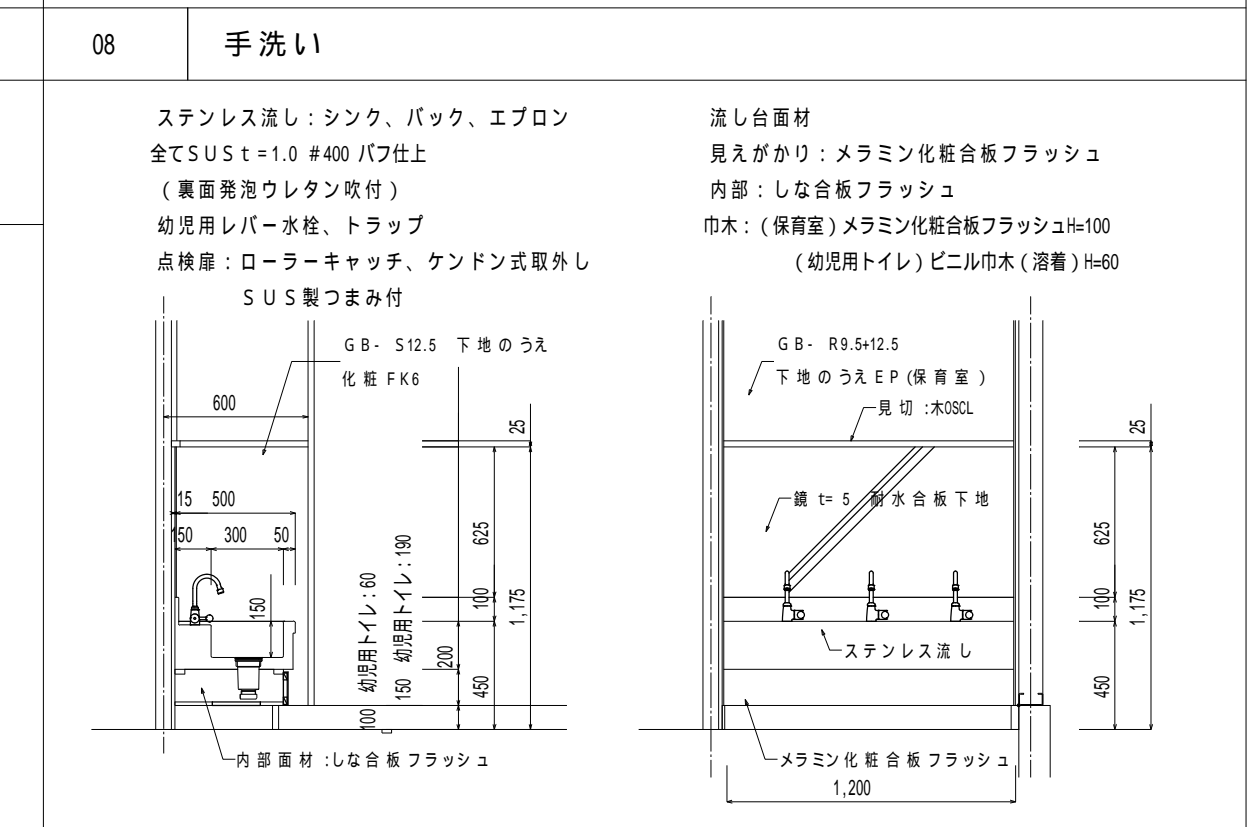 08 手洗い
ステンレス流し：シンク、バック、エプロン
全てＳＵＳｔ=1.0 #400 バフ仕上
（裏面発泡ウレタン吹付）
幼児用レバー水栓、トラップ
点検扉：ローラーキャッチ、ケンドン式取外し
ＳＵＳ製つまみ付
流し台面材
見えがかり：メラミン化粧合板フラッシュ
内部：しな合板フラッシュ
巾木：（保育室）メラミン化粧合板フラッシュH=100
（幼児用トイレ）ビニル巾木（溶着）H=60
GB- S12.5 下地のうえ
化粧FK6
600
15 500
150 300 50
150
100 幼児用トイレ:60
150 幼児用トイレ:190
200
25
625
100
450
1,175
内部面材:しな合板フラッシュ
GB- R9.5+12.5
下地のうえEP(保育室)
見切:木OSCL
鏡 t=5 耐水合板下地
ステンレス流し
メラミン化粧合板フラッシュ
1,200
25
625
100
450
1,175